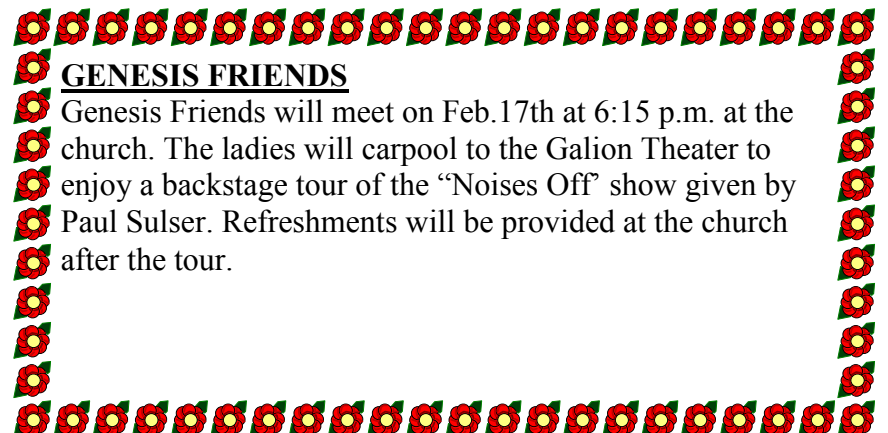 GENESIS FRIENDS
Genesis Friends will meet on Feb.17th at 6:15 p.m. at the
church. The ladies will carpool to the Galion Theater to
enjoy a backstage tour of the “Noises Off’ show given by
Paul Sulser. Refreshments will be provided at the church
after the tour.